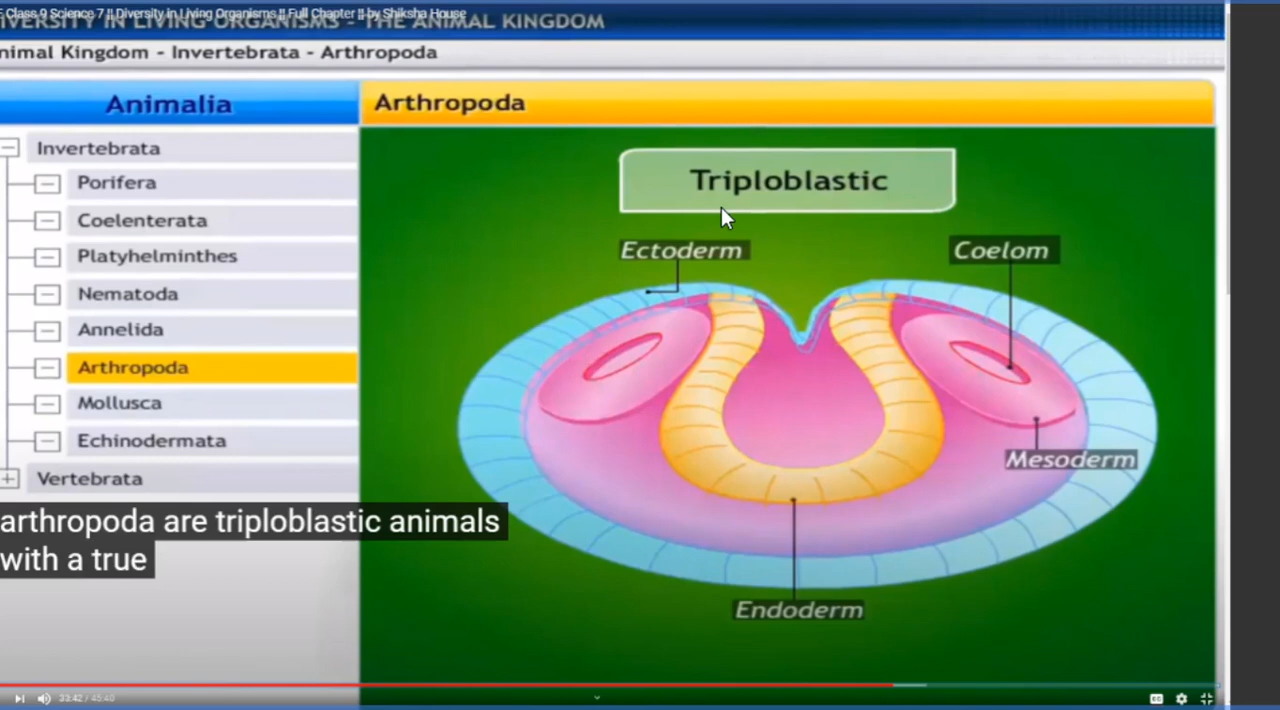 E Class 9 Science 7 || Diversity in Living Organisms || Full Chapter || by Shiksha House
IVERSITY IN LIVING ORGANISMS - THE ANIMAL KINGDOM
nimal Kingdom - Invertebrata - Arthropoda
Animalia
Arthropoda
Invertebrata
Porifera
Coelenterata
Platyhelminthes
Nematoda
Annelida
Arthropoda
Mollusca
Echinodermata
Vertebrata
Triploblastic
Ectoderm
Coelom
Mesoderm
Endoderm
arthropoda are triploblastic animals
with a true
33:42 / 45:40
CC